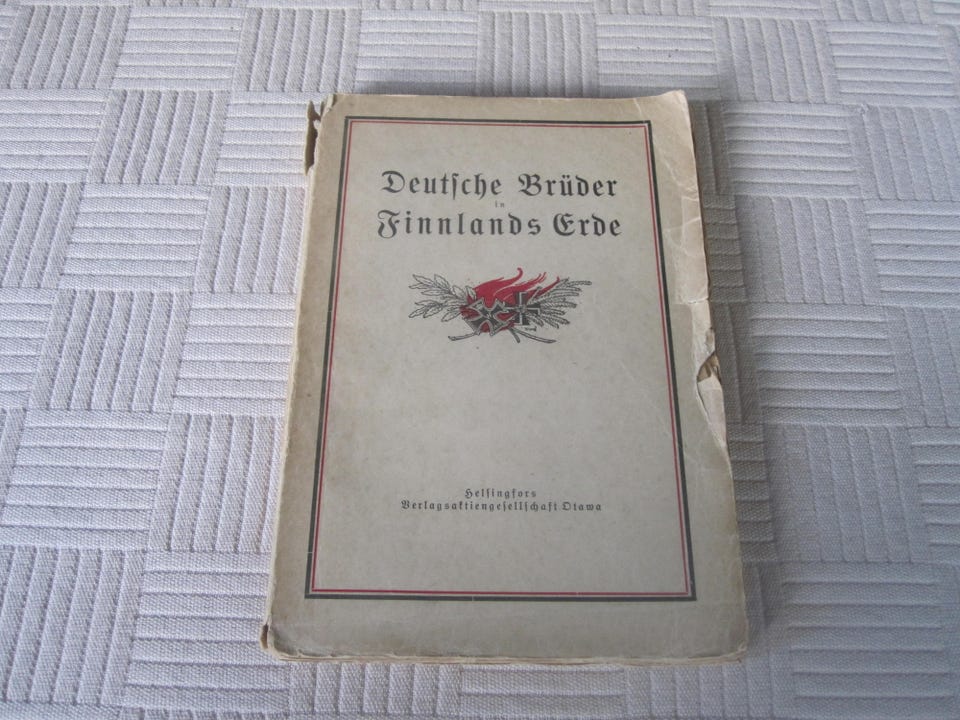 Deutsche Brüder
in
Finnlands Erde
Helsingfors
Verlagsaktiengesellschaft Otawa